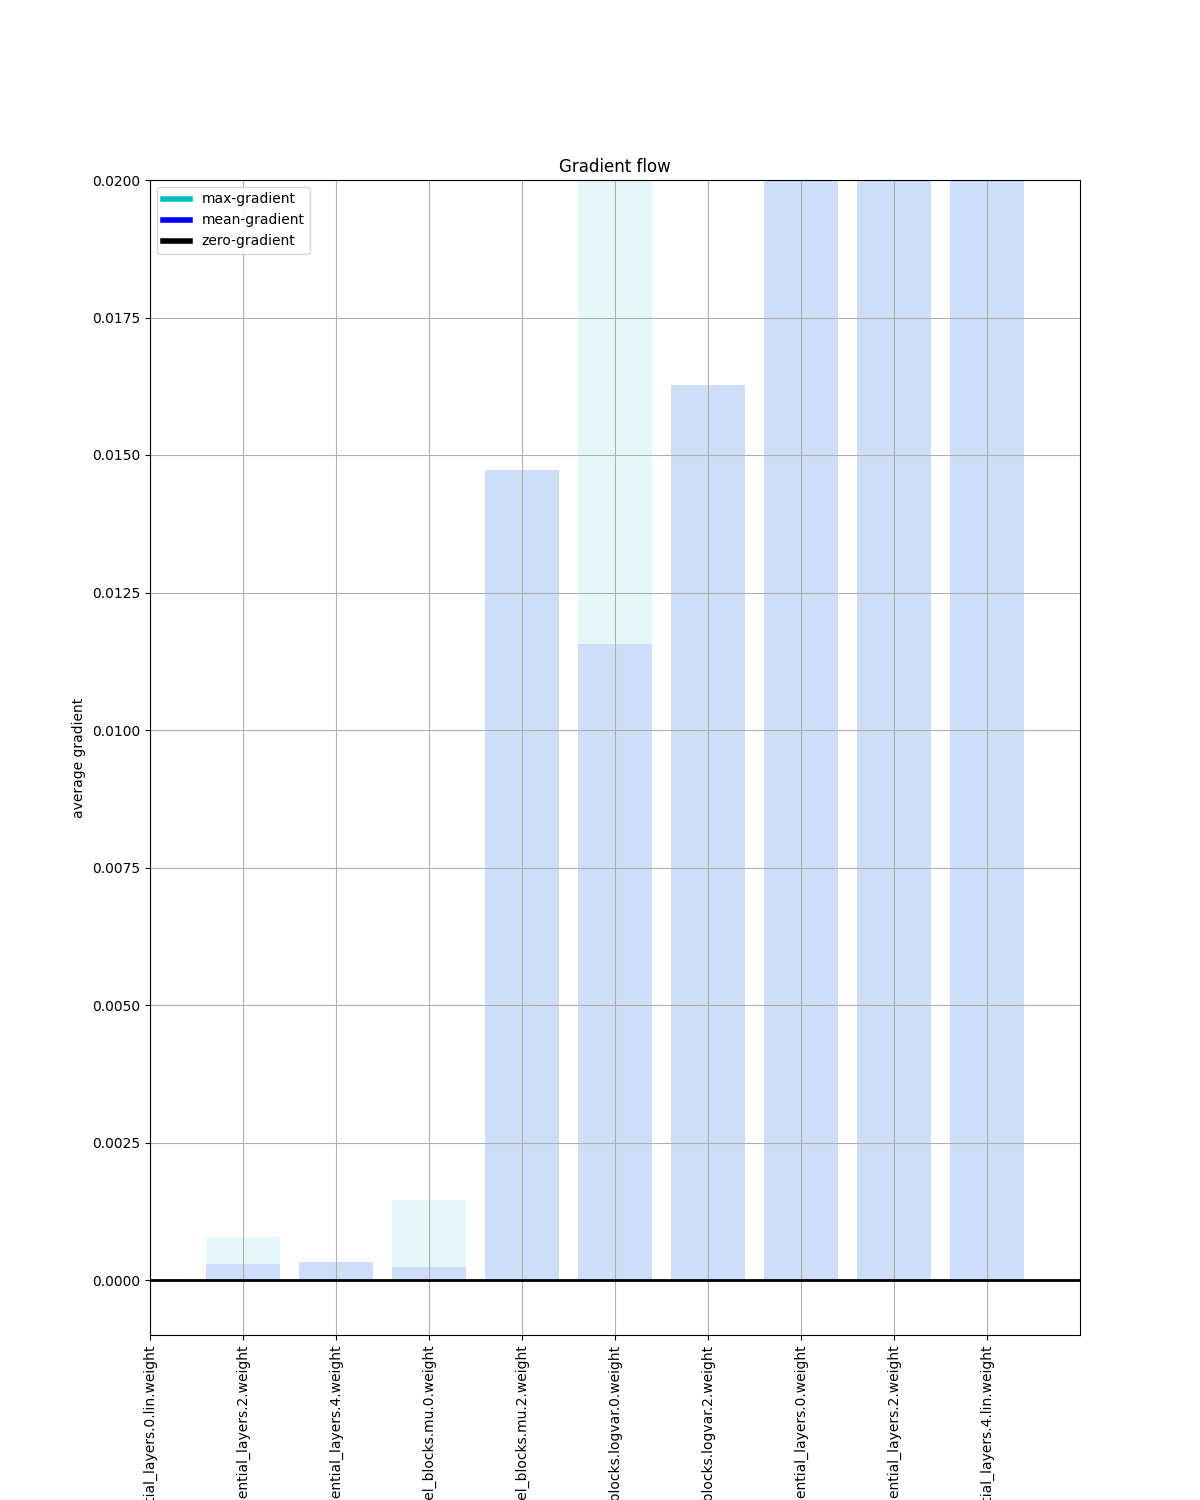 Gradient flow
max-gradient
mean-gradient
zero-gradient
average gradient
0.0200
0.0175
0.0150
0.0125
0.0100
0.0075
0.0050
0.0025
0.0000
tial_layers.0.lin.weight
ential_layers.2.weight
ential_layers.4.weight
el_blocks.mu.0.weight
el_blocks.mu.2.weight
blocks.logvar.0.weight
blocks.logvar.2.weight
ential_layers.0.weight
ential_layers.2.weight
tial_layers.4.lin.weight